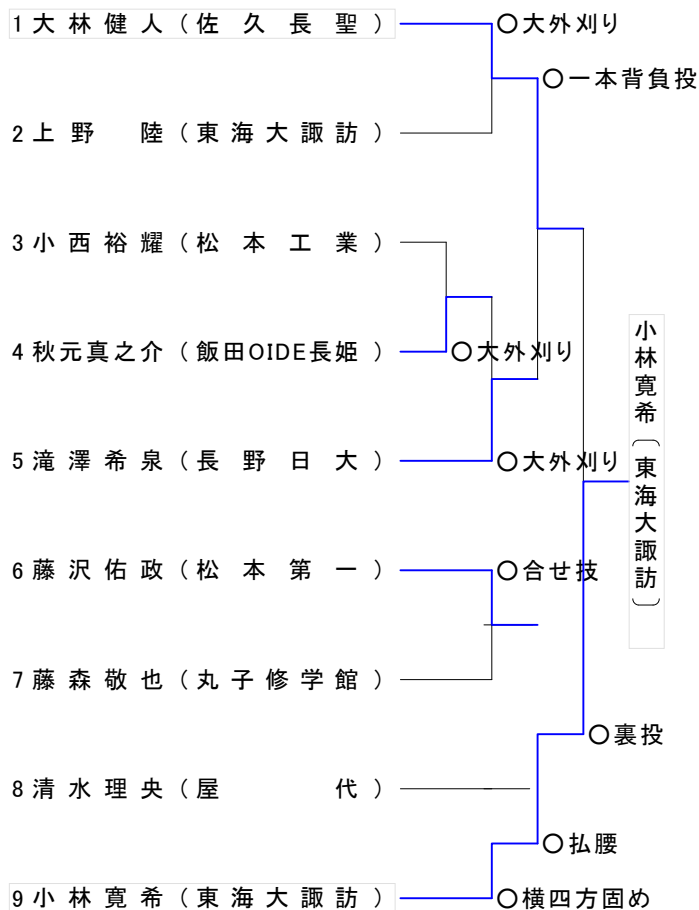 1 大林健人（佐久長聖） ○大外刈り
○一本背負投
2 上野 陸（東海大諏訪）
3 小西裕耀（松本工業）
4 秋元真之介（飯田OIDE長姫） ○大外刈り
5 滝澤希泉（長野日大） ○大外刈り
小林寛希（東海大諏訪）
6 藤沢佑政（松本第一） ○合せ技
7 藤森敬也（丸子修学館）
○裏投
8 清水理央（屋代）
○払腰
9 小林寛希（東海大諏訪） ○横四方固め